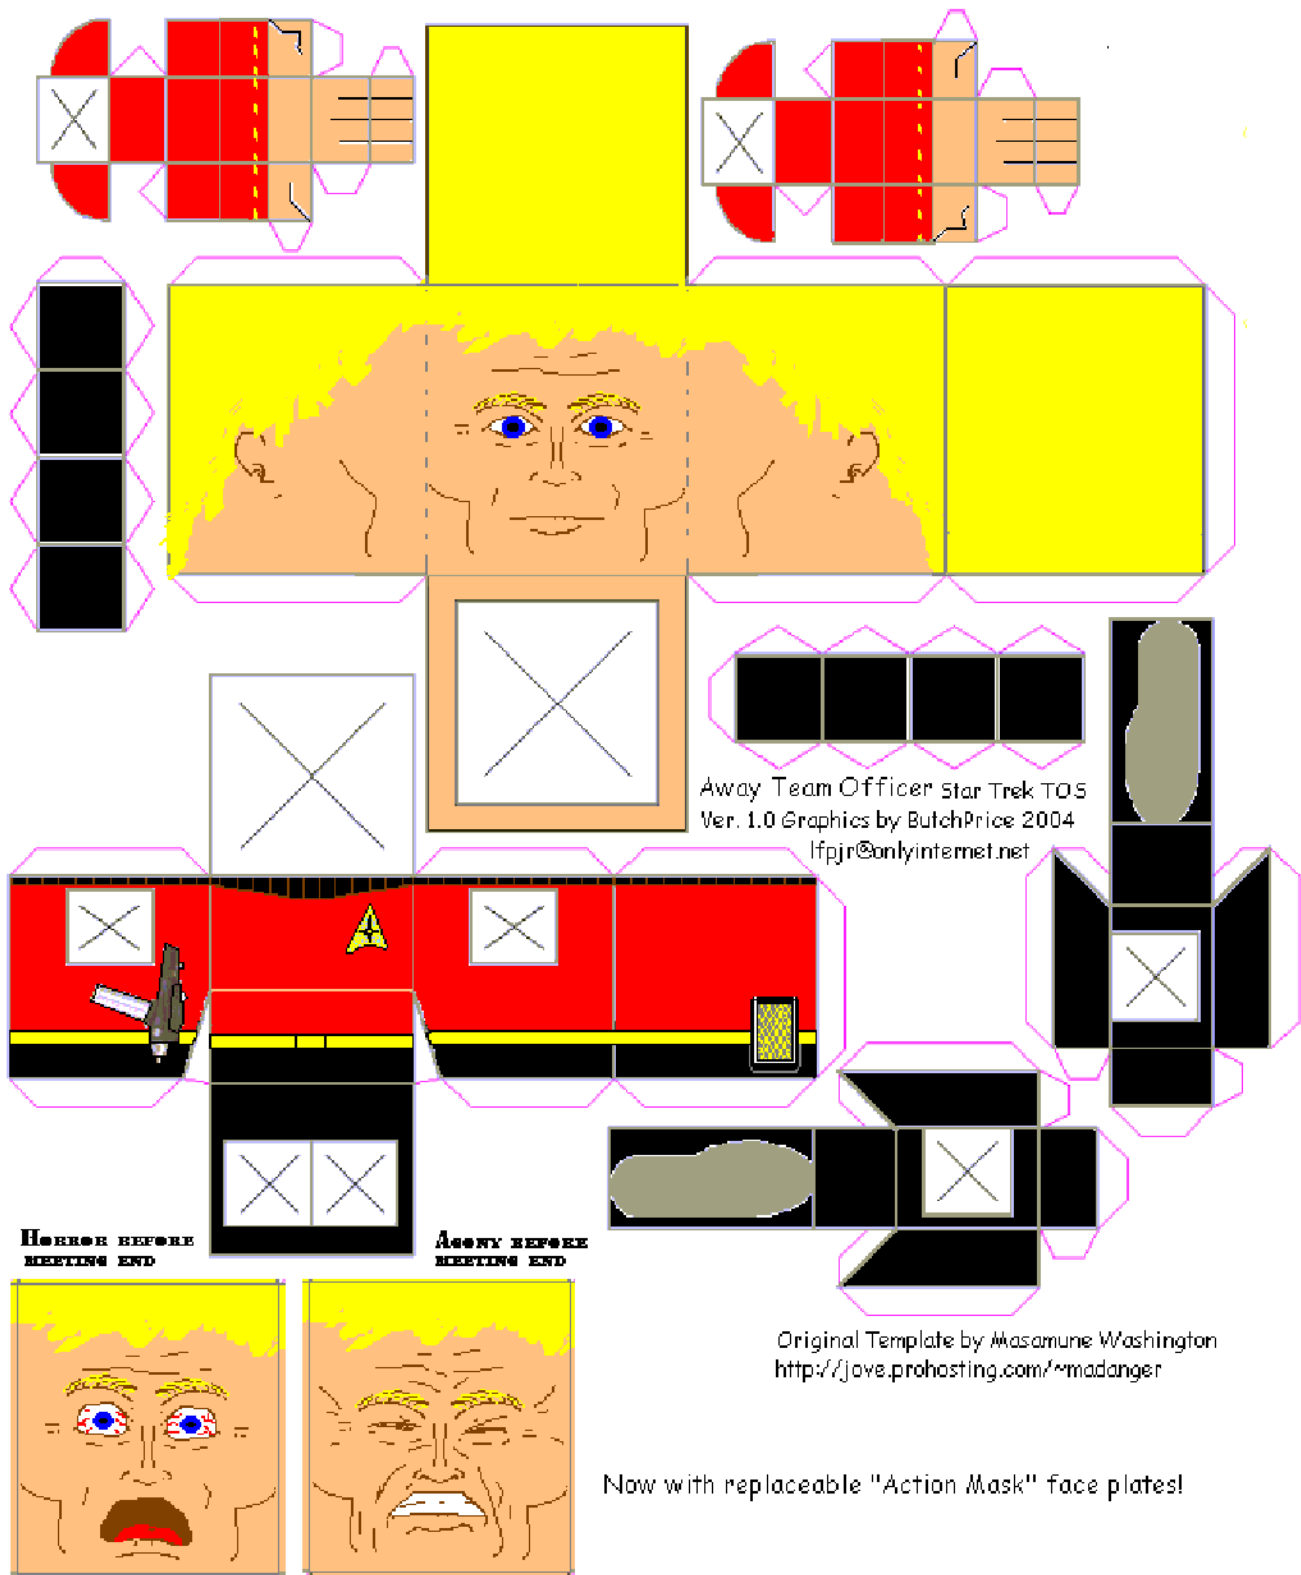 Away Team Officer Star Trek TOS
Ver. 1.0 Graphics by ButchPrice 2004
lfpjr@onlyinternet.net
Horror before
meeting end
Agony before
meeting end
Original Template by Masamune Washington
http://jove.prohosting.com/~madanger
Now with replaceable "Action Mask" face plates!